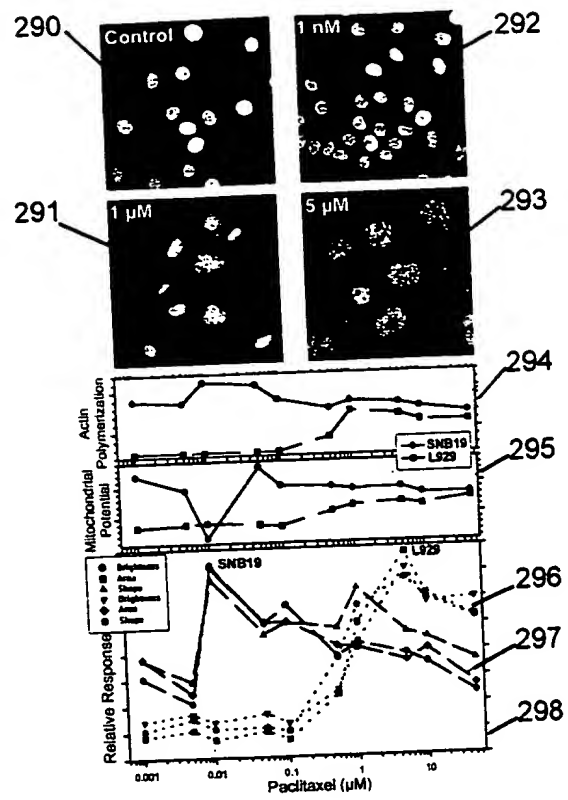 290
Control
1 nM
292
291
1 µM
5 µM
293
294
Actin
Polymerization
SNB19
L929
295
Mitochondrial
Potential
Brightness
Area
Shape
Brightness
Area
Shape
SNB19
L929
296
297
Relative Response
298
0.001
0.01
0.1
1
10
Paclitaxel (µM)